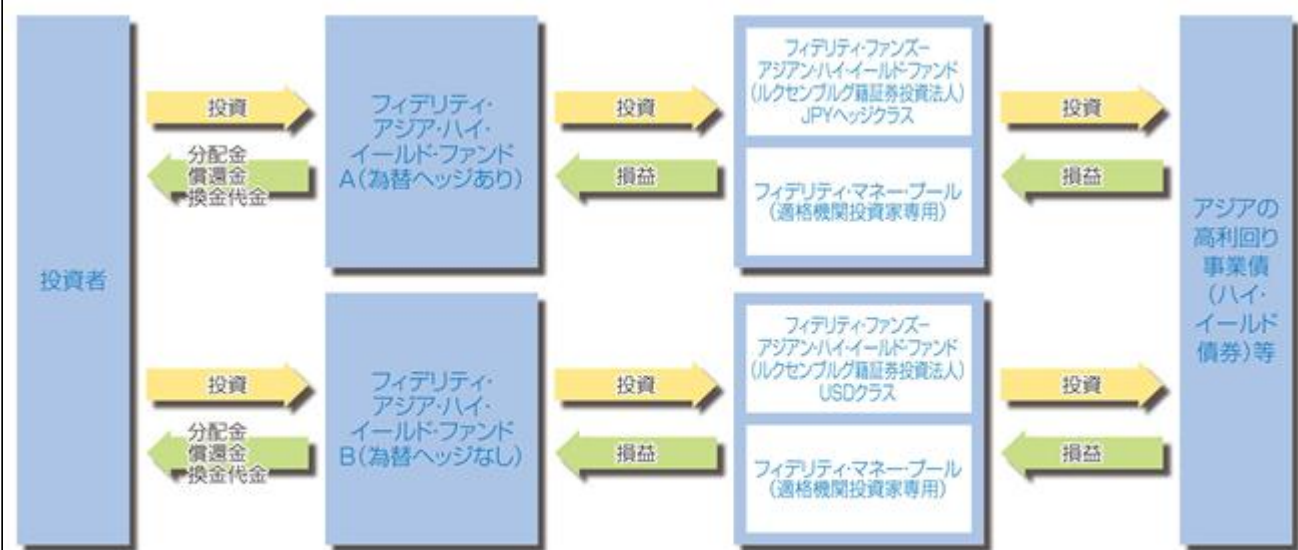 投資者
投資
分配金
償還金
換金代金
フィデリティ・
アジア・ハイ・
イールド・ファンド
A(為替ヘッジあり)
投資
損益
フィデリティ・ファンズ−
アジアン・ハイ・イールド・ファンド
(ルクセンブルグ籍証券投資法人)
JPYヘッジクラス
フィデリティ・マネー・プール
(適格機関投資家専用)
投資
損益
投資
分配金
償還金
換金代金
フィデリティ・
アジア・ハイ・
イールド・ファンド
B(為替ヘッジなし)
投資
損益
フィデリティ・ファンズ−
アジアン・ハイ・イールド・ファンド
(ルクセンブルグ籍証券投資法人)
USDクラス
フィデリティ・マネー・プール
(適格機関投資家専用)
投資
損益
アジアの
高利回り
事業債
(ハイ・
イールド
債券)等